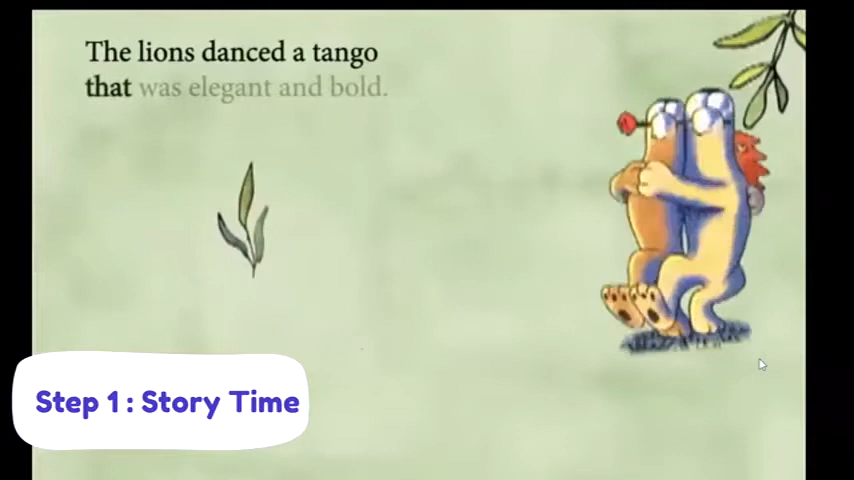 The lions danced a tango
that was elegant and bold.
Step 1: Story Time